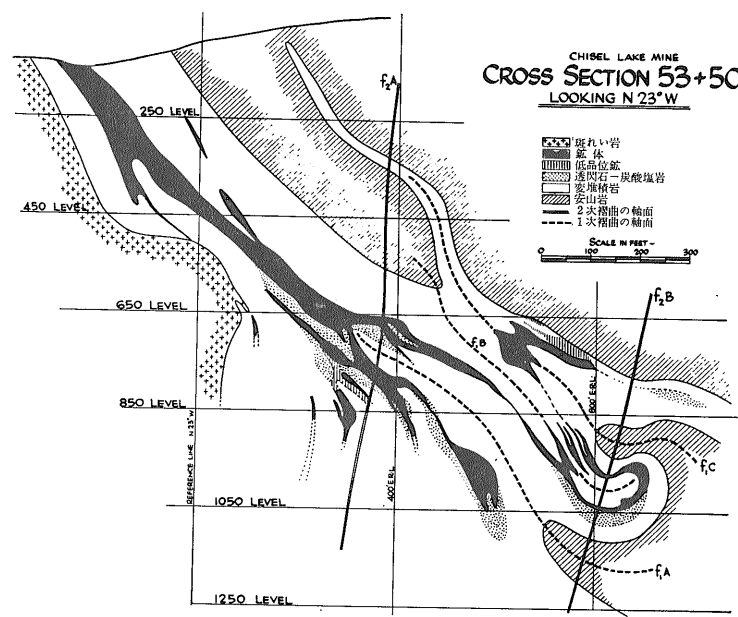 CHISEL LAKE MINE
CROSS SECTION 53+50
LOOKING N 23° W
斑れい岩
鉱体
低品位鉱
透閃石-炭酸塩岩
変堆積岩
安山岩
2次褶曲の軸面
1次褶曲の軸面
SCALE IN FEET-
0 100 200 300
f₂A
250 LEVEL
450 LEVEL
650 LEVEL
f₂B
f₁B
850 LEVEL
REFERENCE LINE N 23° W
400' E.R.L.
800' E.R.L.
f₁C
1050 LEVEL
f₁A
1250 LEVEL